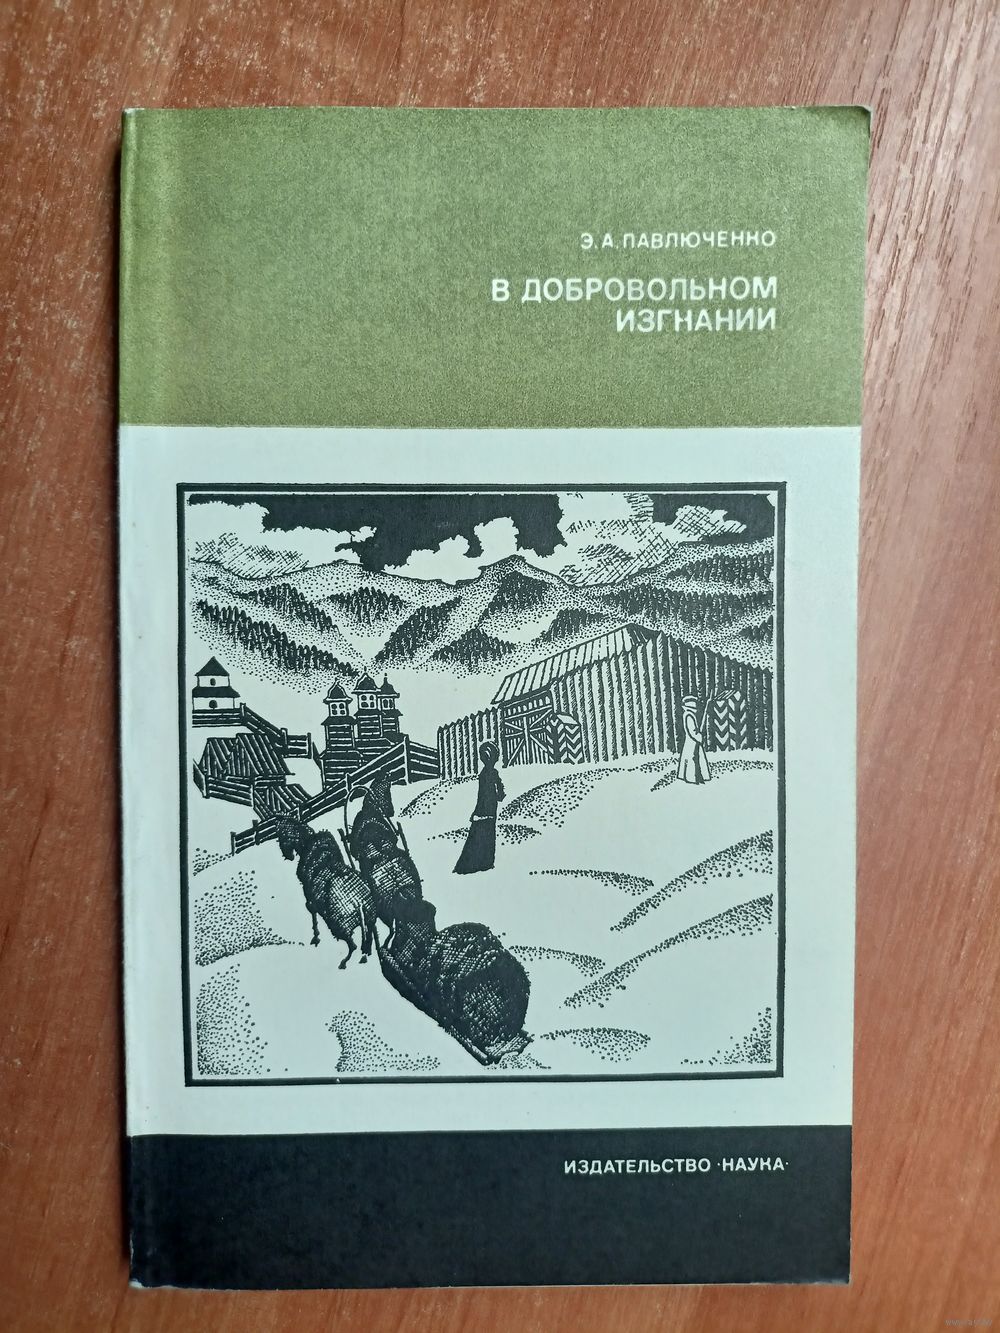 Э.А.ПАВЛЮЧЕНКО
В ДОБРОВОЛЬНОМ
ИЗГНАНИИ
ИЗДАТЕЛЬСТВО ·НАУКА·